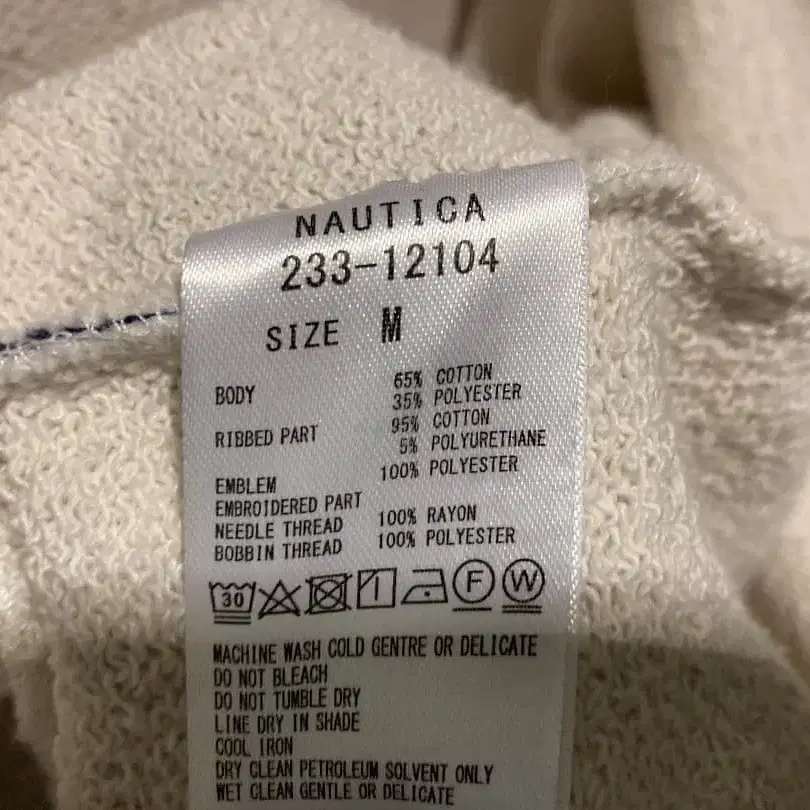 NAUTICA
233-12104
SIZE M
BODY 65% COTTON
35% POLYESTER
RIBBED PART 95% COTTON
5% POLYURETHANE
EMBLEM 100% POLYESTER
EMBROIDERED PART
NEEDLE THREAD 100% RAYON
BOBBIN THREAD 100% POLYESTER
30 F W
MACHINE WASH COLD GENTRE OR DELICATE
DO NOT BLEACH
DO NOT TUMBLE DRY
LINE DRY IN SHADE
COOL IRON
DRY CLEAN PETROLEUM SOLVENT ONLY
WET CLEAN GENTLE OR DELICATE